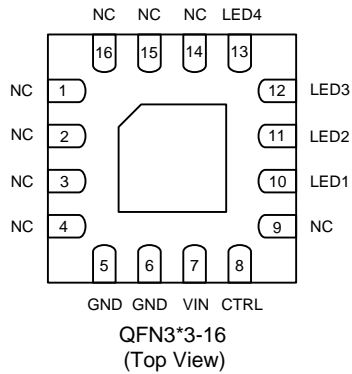 NC NC NC LED4
16 15 14 13
NC 1 12 LED3
NC 2 11 LED2
NC 3 10 LED1
NC 4 9 NC
5 6 7 8
GND GND VIN CTRL
QFN3*3-16
(Top View)